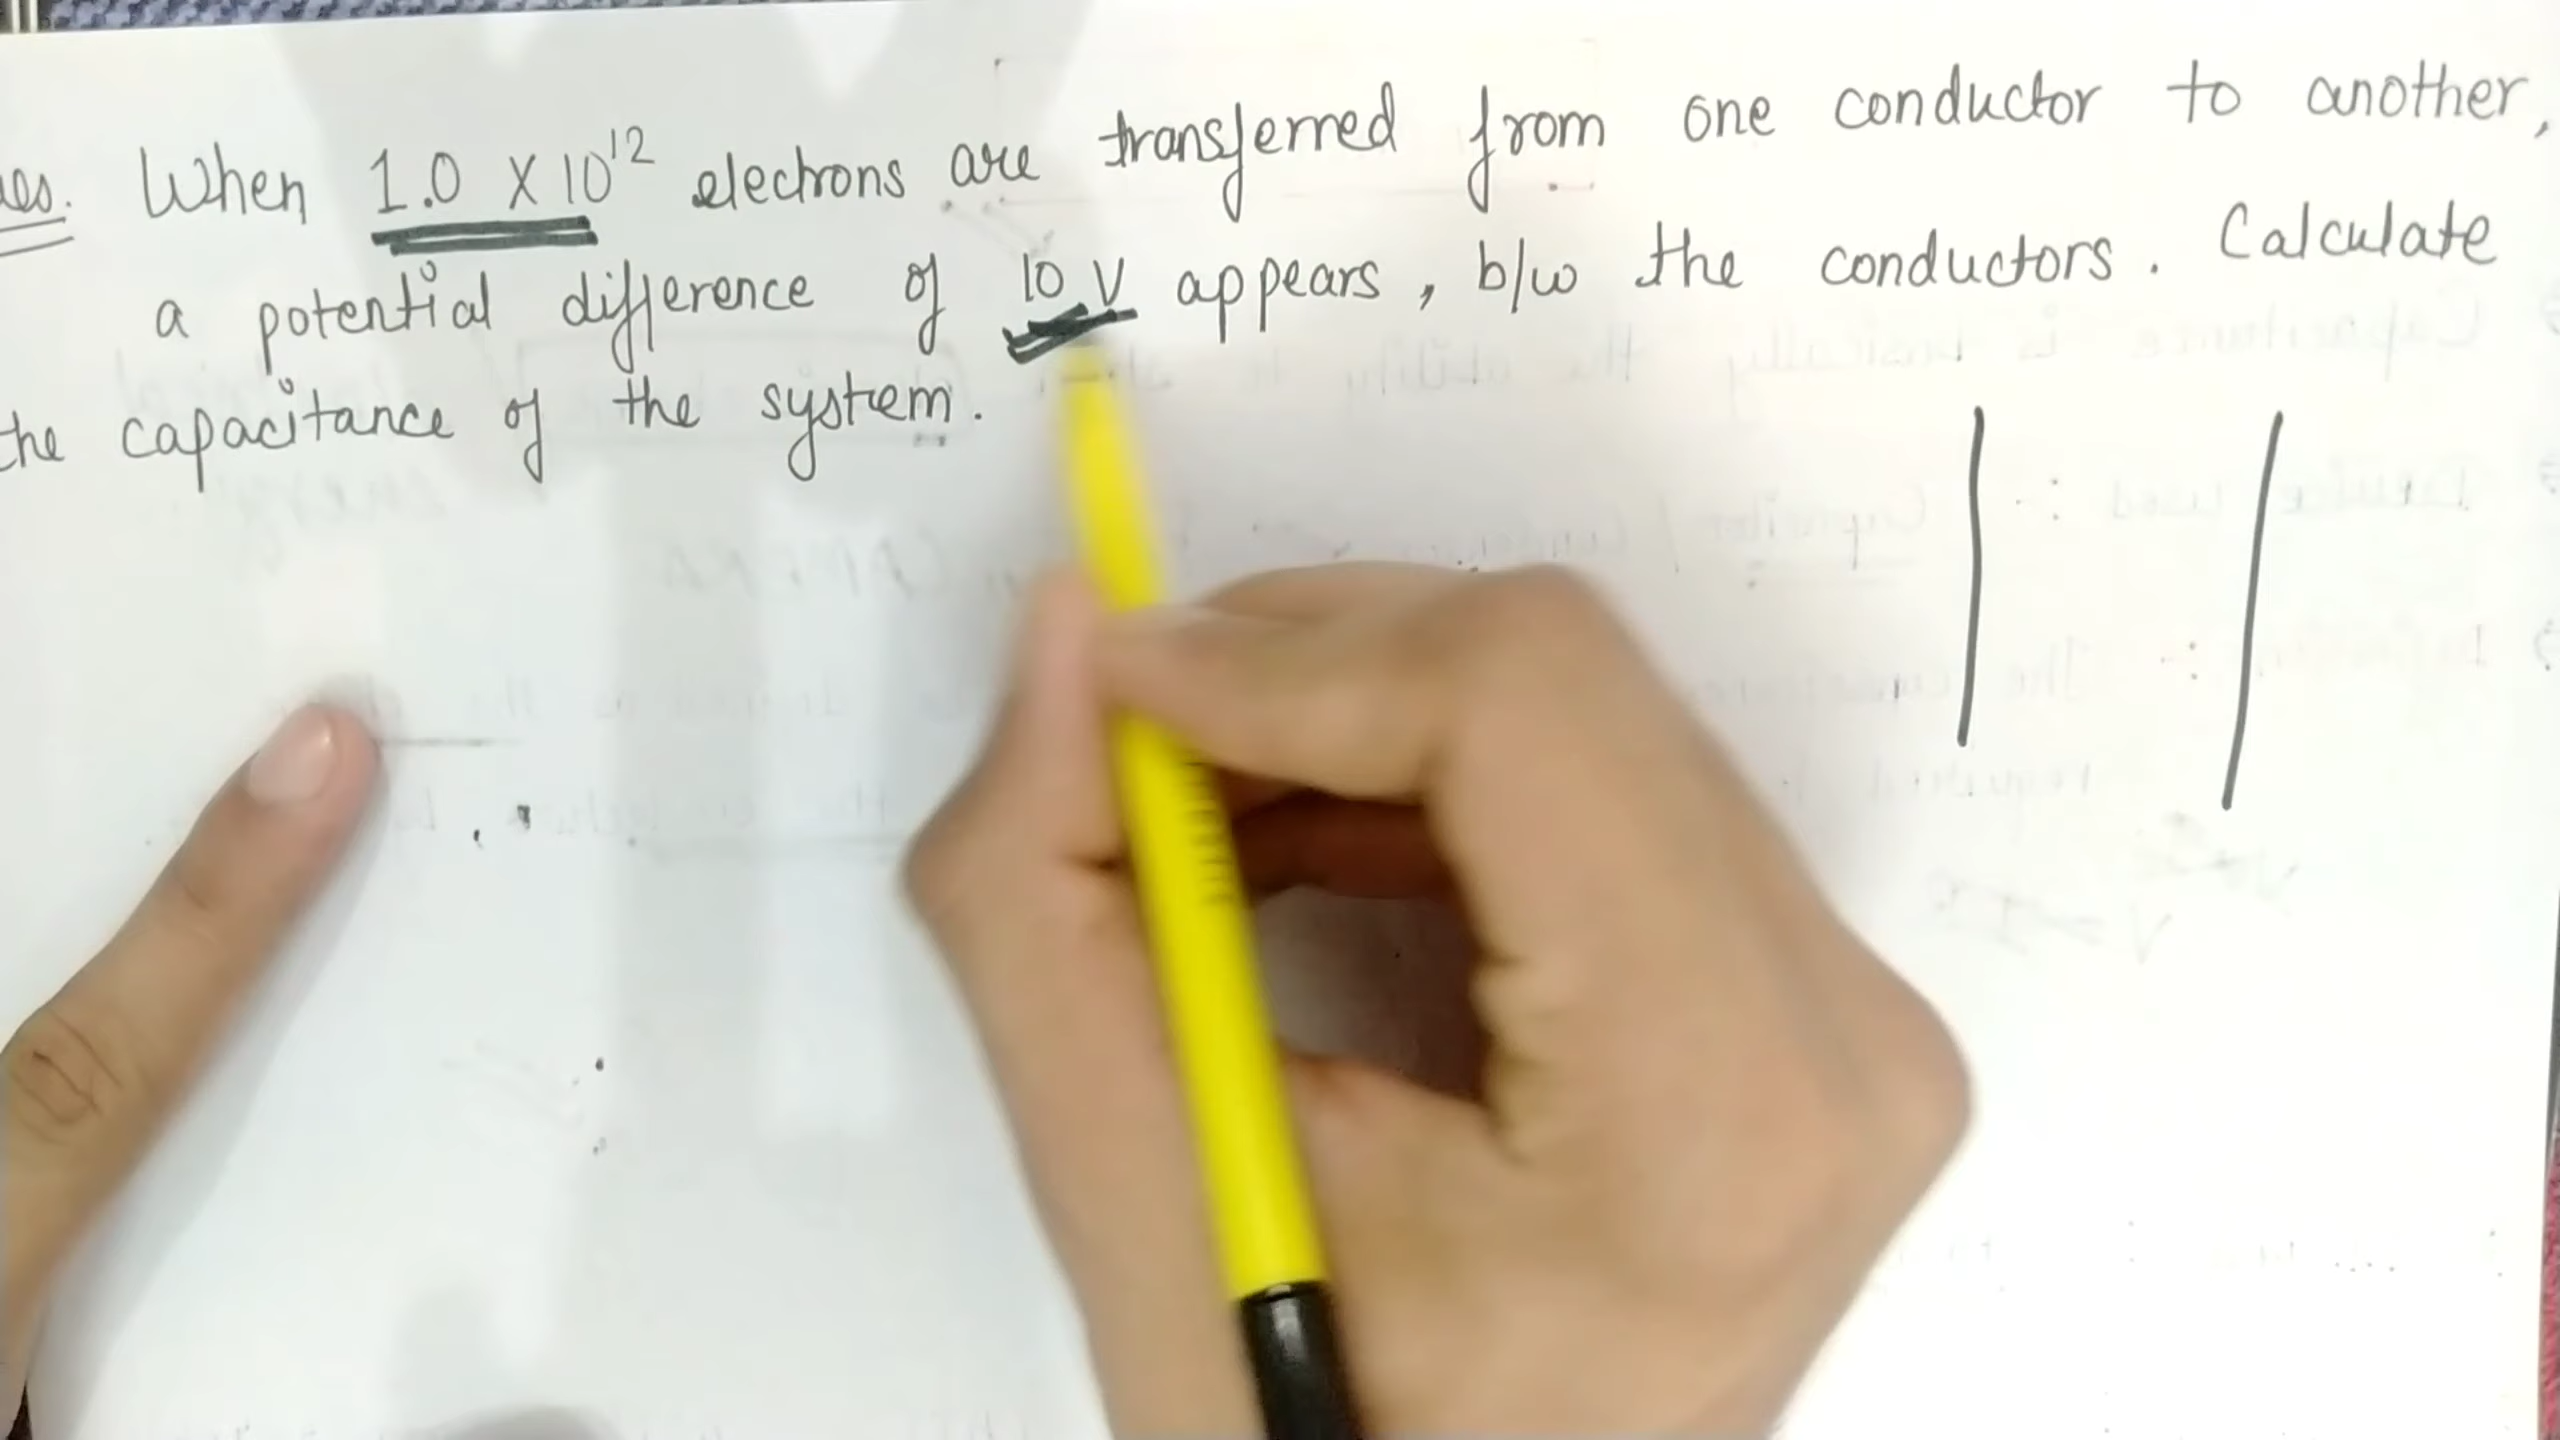 When 1.0 X 10¹² electrons are transferred from one conductor to another,
a potential difference of 10 V appears, b/w the conductors. Calculate
the capacitance of the system.